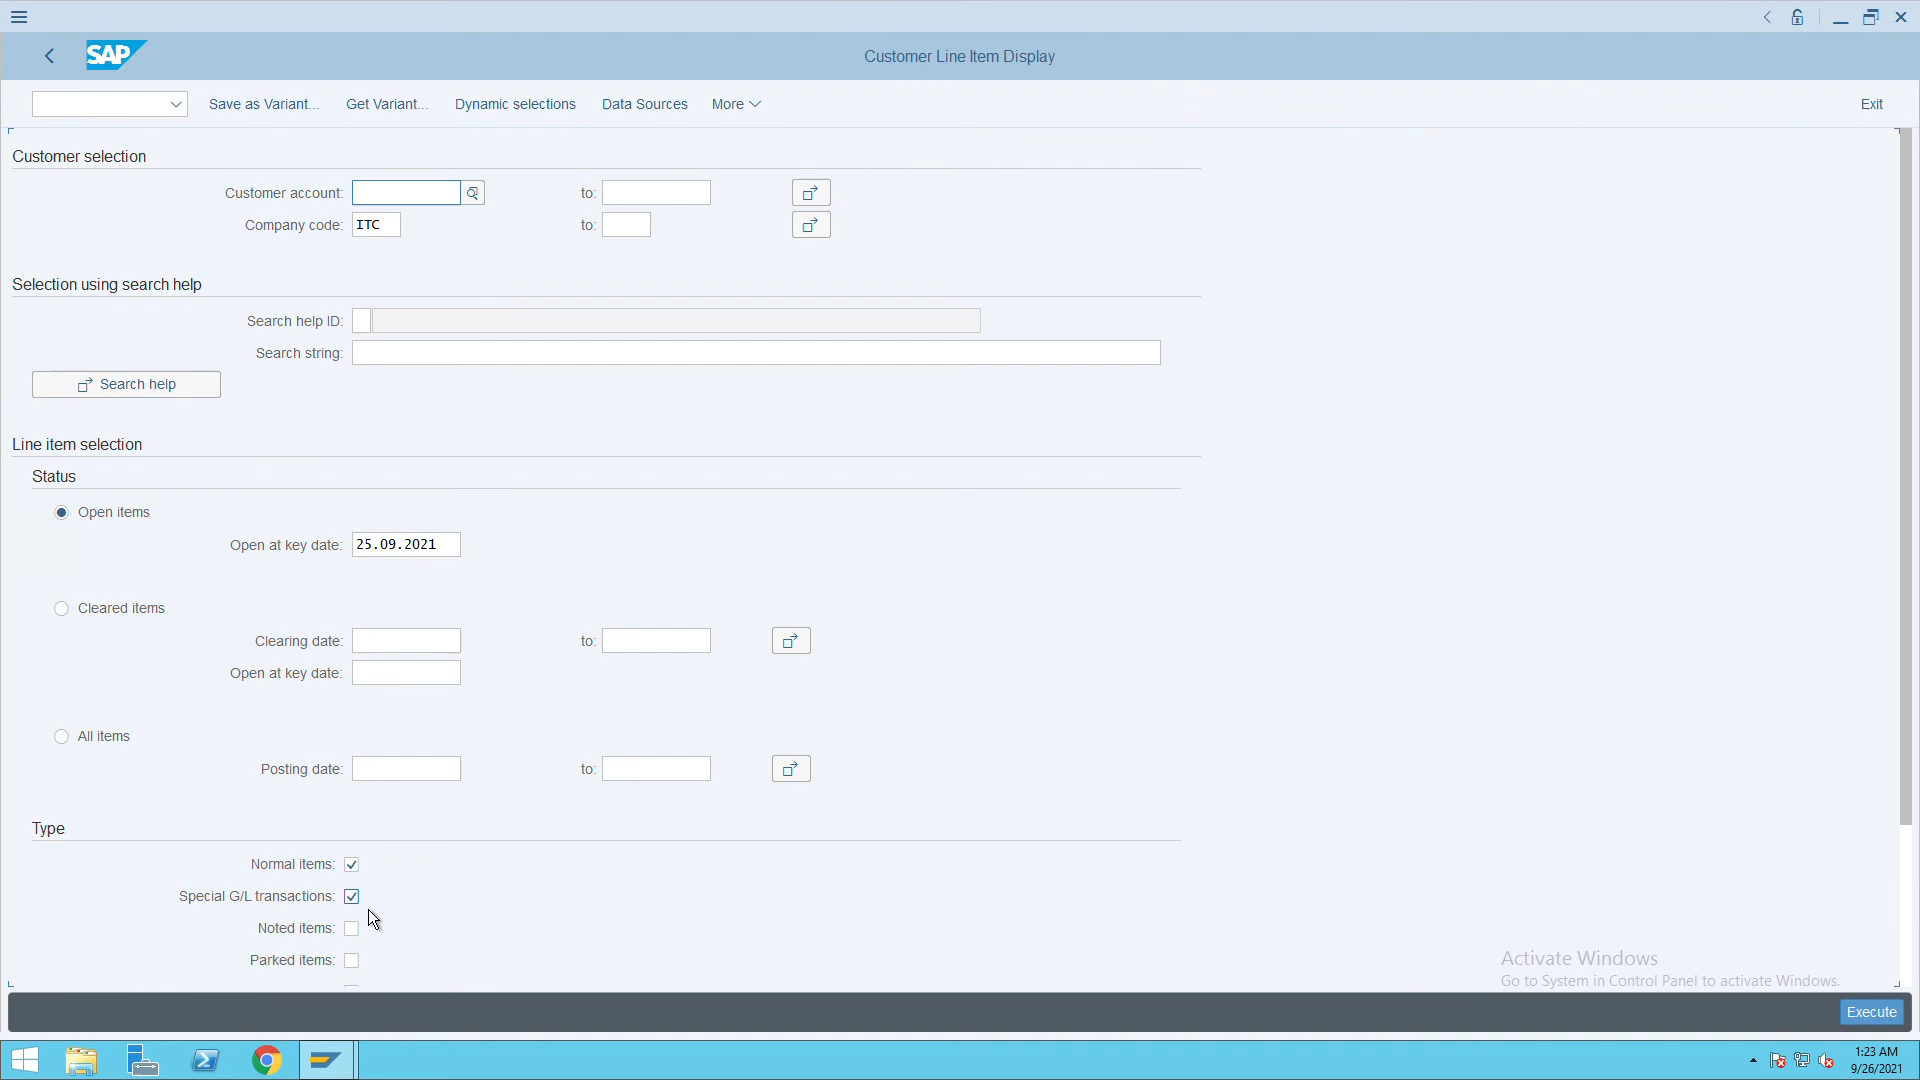 SAP
Customer Line Item Display
Save as Variant... Get Variant... Dynamic selections Data Sources More Exit
Customer selection
Customer account: to:
Company code: ITC to:
Selection using search help
Search help ID:
Search string:
Search help
Line item selection
Status
Open items
Open at key date: 25.09.2021
Cleared items
Clearing date: to:
Open at key date:
All items
Posting date: to:
Type
Normal items:
Special G/L transactions:
Noted items:
Parked items:
Activate Windows
Go to System in Control Panel to activate Windows.
Execute
1:23 AM
9/26/2021